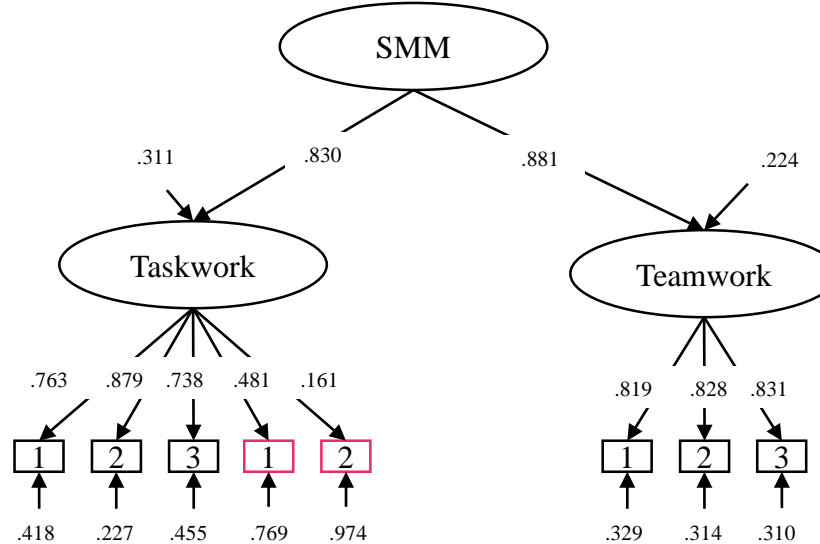 SMM
.311 .830 .881 .224
Taskwork Teamwork
.763 .879 .738 .481 .161 .819 .828 .831
1 2 3 1 2 1 2 3
.418 .227 .455 .769 .974 .329 .314 .310